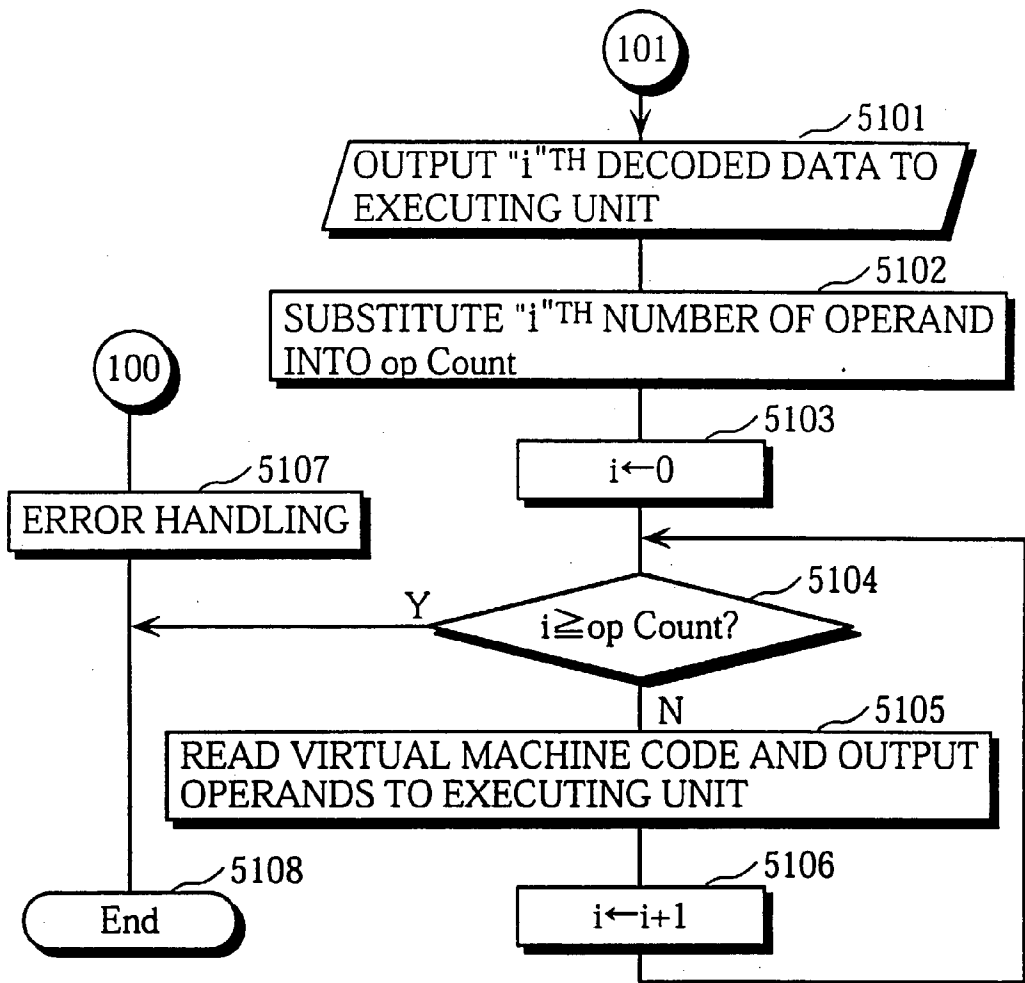 101
5101
OUTPUT "i"TH DECODED DATA TO
EXECUTING UNIT
5102
SUBSTITUTE "i"TH NUMBER OF OPERAND
INTO op Count
100
5103
i←0
5107
ERROR HANDLING
5104
Y
i≧op Count?
N
5105
READ VIRTUAL MACHINE CODE AND OUTPUT
OPERANDS TO EXECUTING UNIT
5108
End
5106
i←i+1